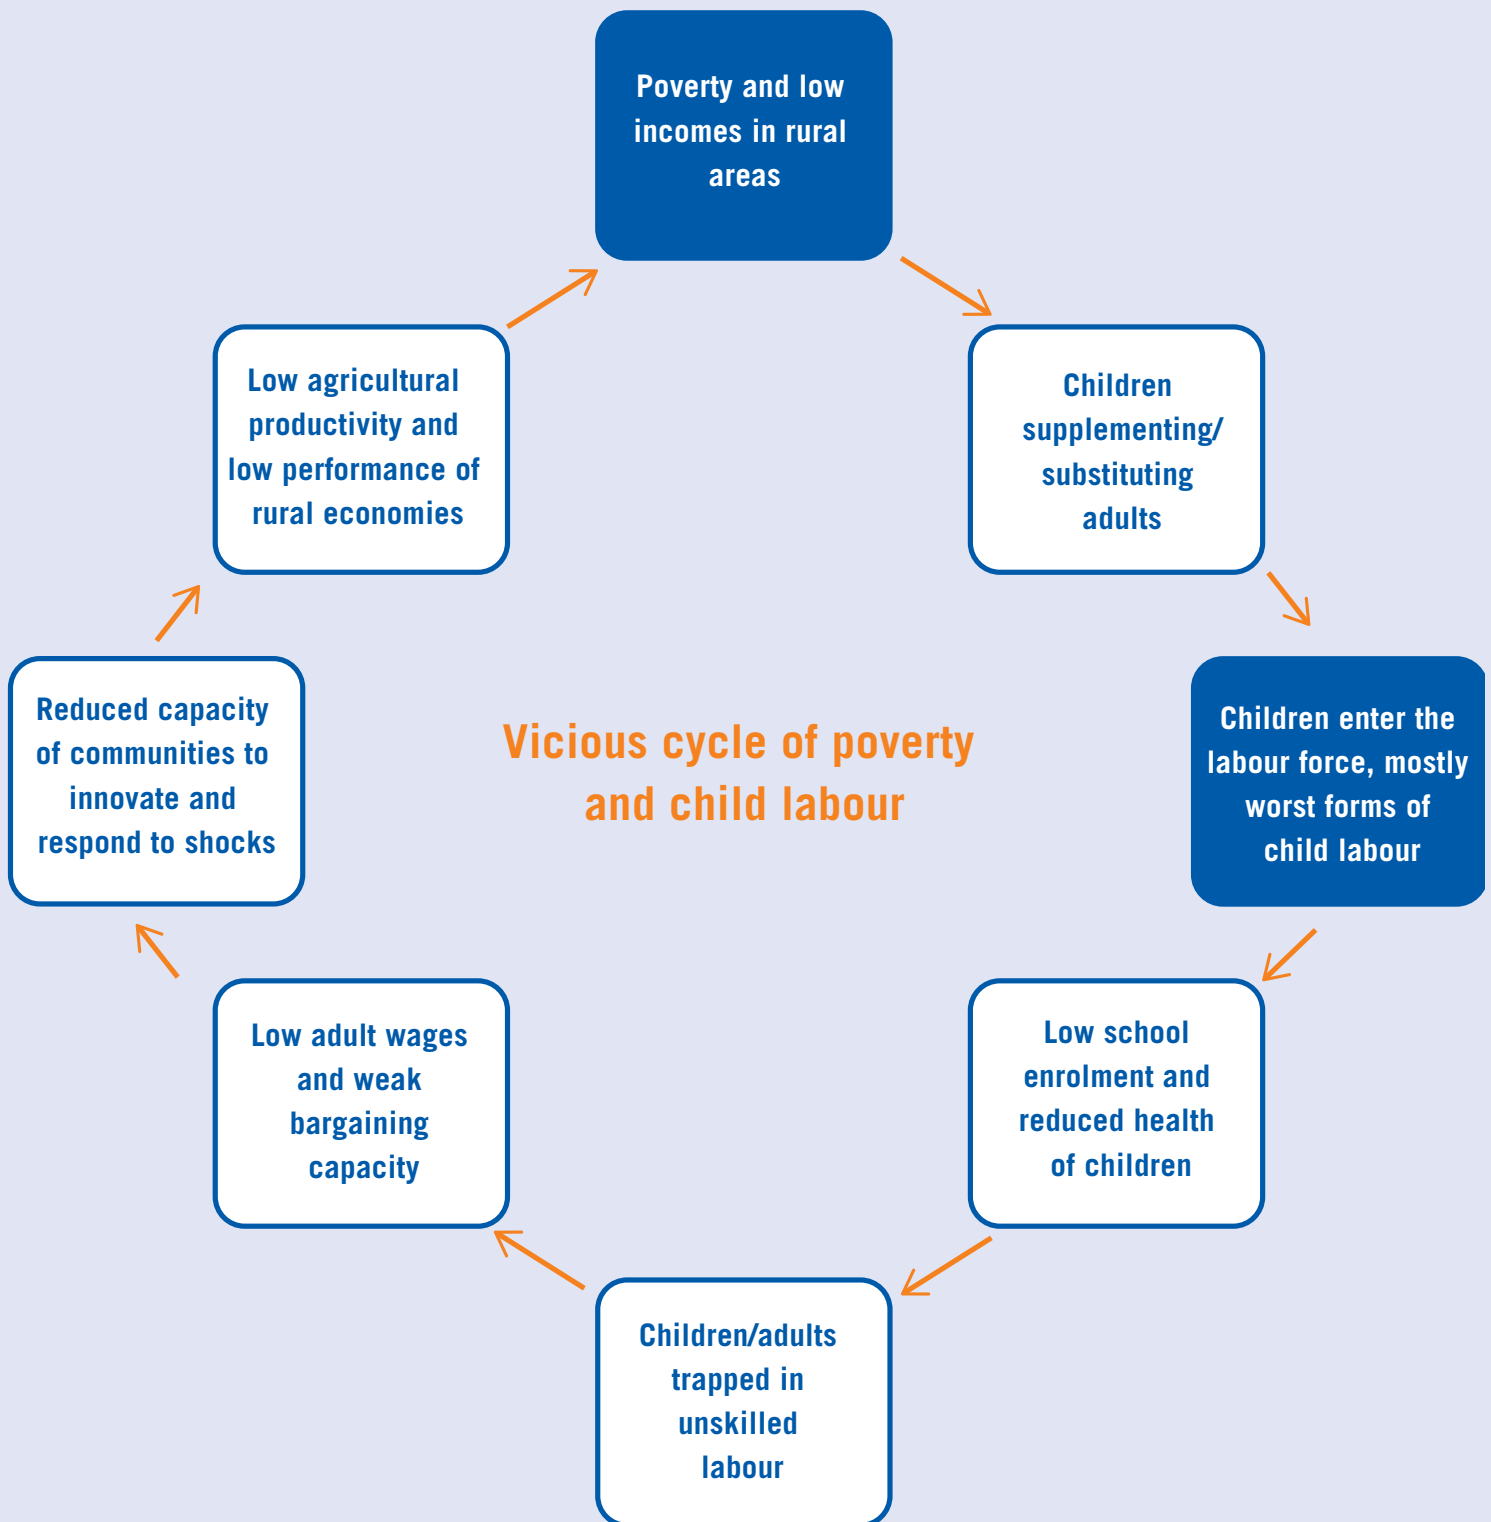 Poverty and low
incomes in rural
areas
Children
supplementing/
substituting
adults
Children enter the
labour force, mostly
worst forms of
child labour
Low school
enrolment and
reduced health
of children
Children/adults
trapped in
unskilled
labour
Low adult wages
and weak
bargaining
capacity
Reduced capacity
of communities to
innovate and
respond to shocks
Low agricultural
productivity and
low performance of
rural economies
Vicious cycle of poverty
and child labour